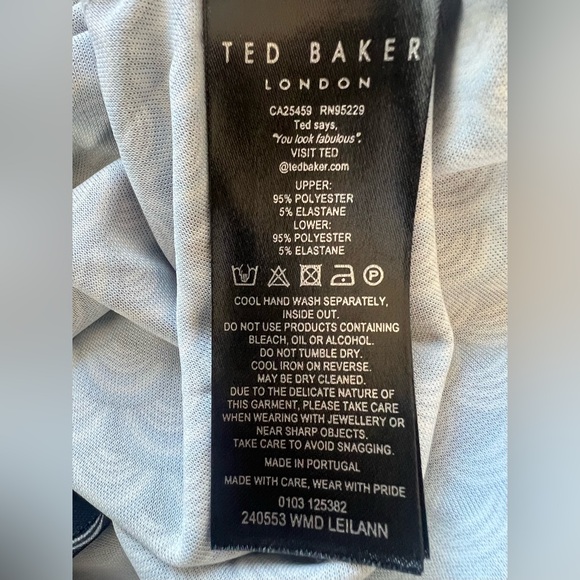 TED BAKER
LONDON
CA25459 RN95229
Ted says,
"You look fabulous".
VISIT TED
@tedbaker.com
UPPER:
95% POLYESTER
5% ELASTANE
LOWER:
95% POLYESTER
5% ELASTANE
P
COOL HAND WASH SEPARATELY,
INSIDE OUT.
DO NOT USE PRODUCTS CONTAINING
BLEACH, OIL OR ALCOHOL.
DO NOT TUMBLE DRY.
COOL IRON ON REVERSE.
MAY BE DRY CLEANED.
DUE TO THE DELICATE NATURE OF
THIS GARMENT, PLEASE TAKE CARE
WHEN WEARING WITH JEWELLERY OR
NEAR SHARP OBJECTS.
TAKE CARE TO AVOID SNAGGING.
MADE IN PORTUGAL
MADE WITH CARE, WEAR WITH PRIDE
0103 125382
240553 WMD LEILANN